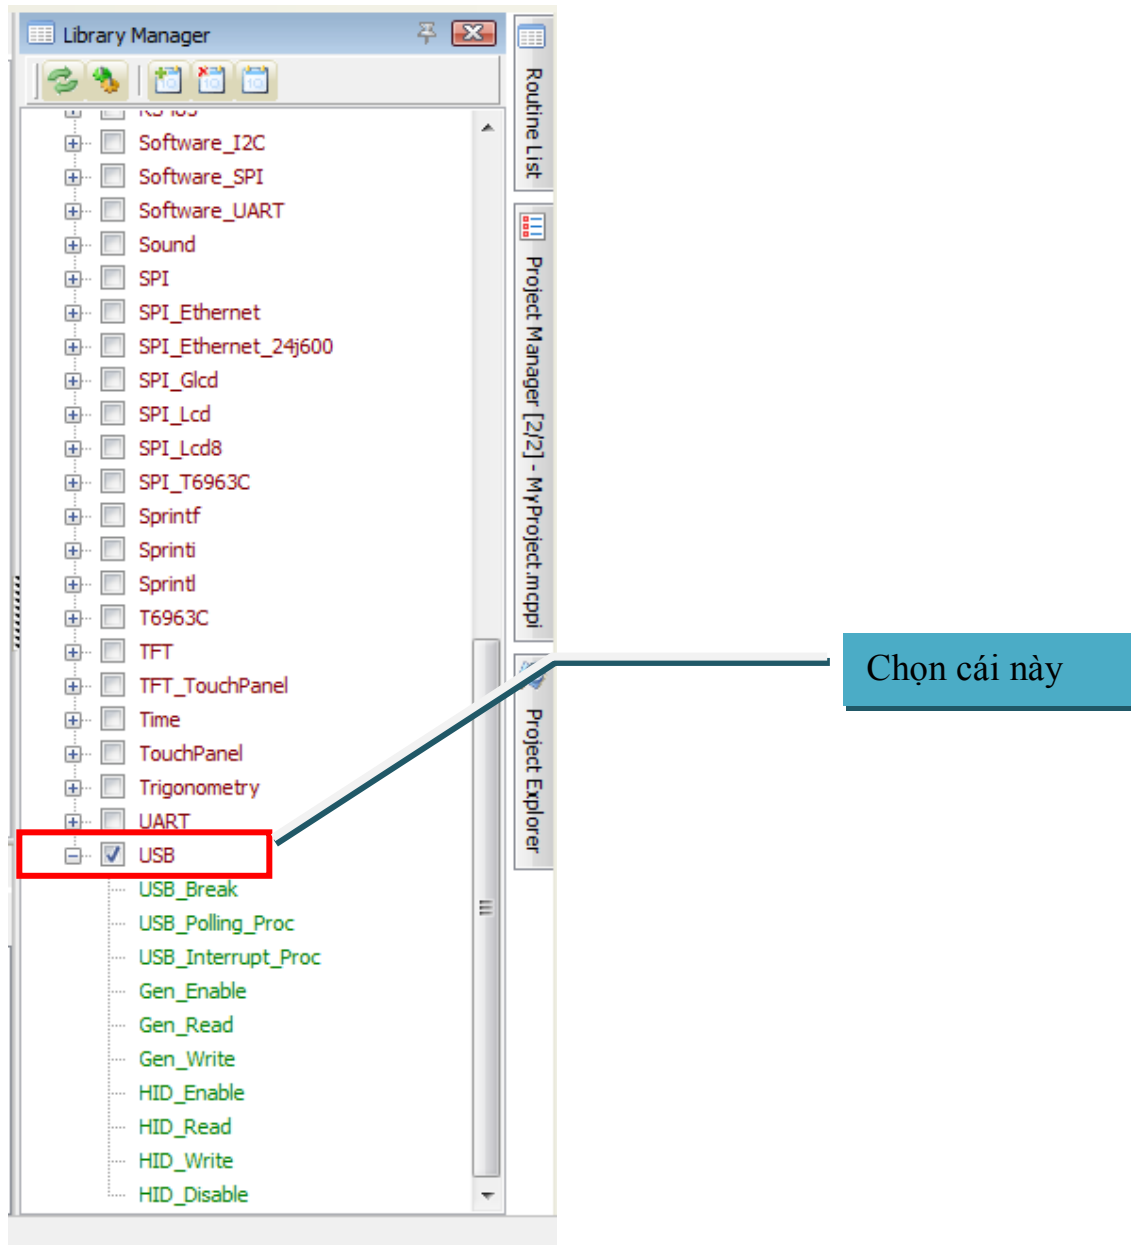 Library Manager
Software_I2C
Software_SPI
Software_UART
Sound
SPI
SPI_Ethernet
SPI_Ethernet_24j600
SPI_Glcd
SPI_Lcd
SPI_Lcd8
SPI_T6963C
Sprintf
Sprinti
Sprintl
T6963C
TFT
TFT_TouchPanel
Time
TouchPanel
Trigonometry
UART
USB
USB_Break
USB_Polling_Proc
USB_Interrupt_Proc
Gen_Enable
Gen_Read
Gen_Write
HID_Enable
HID_Read
HID_Write
HID_Disable
Routine List
Project Manager [2/2] - MyProject.mcppi
Project Explorer
Chọn cái này